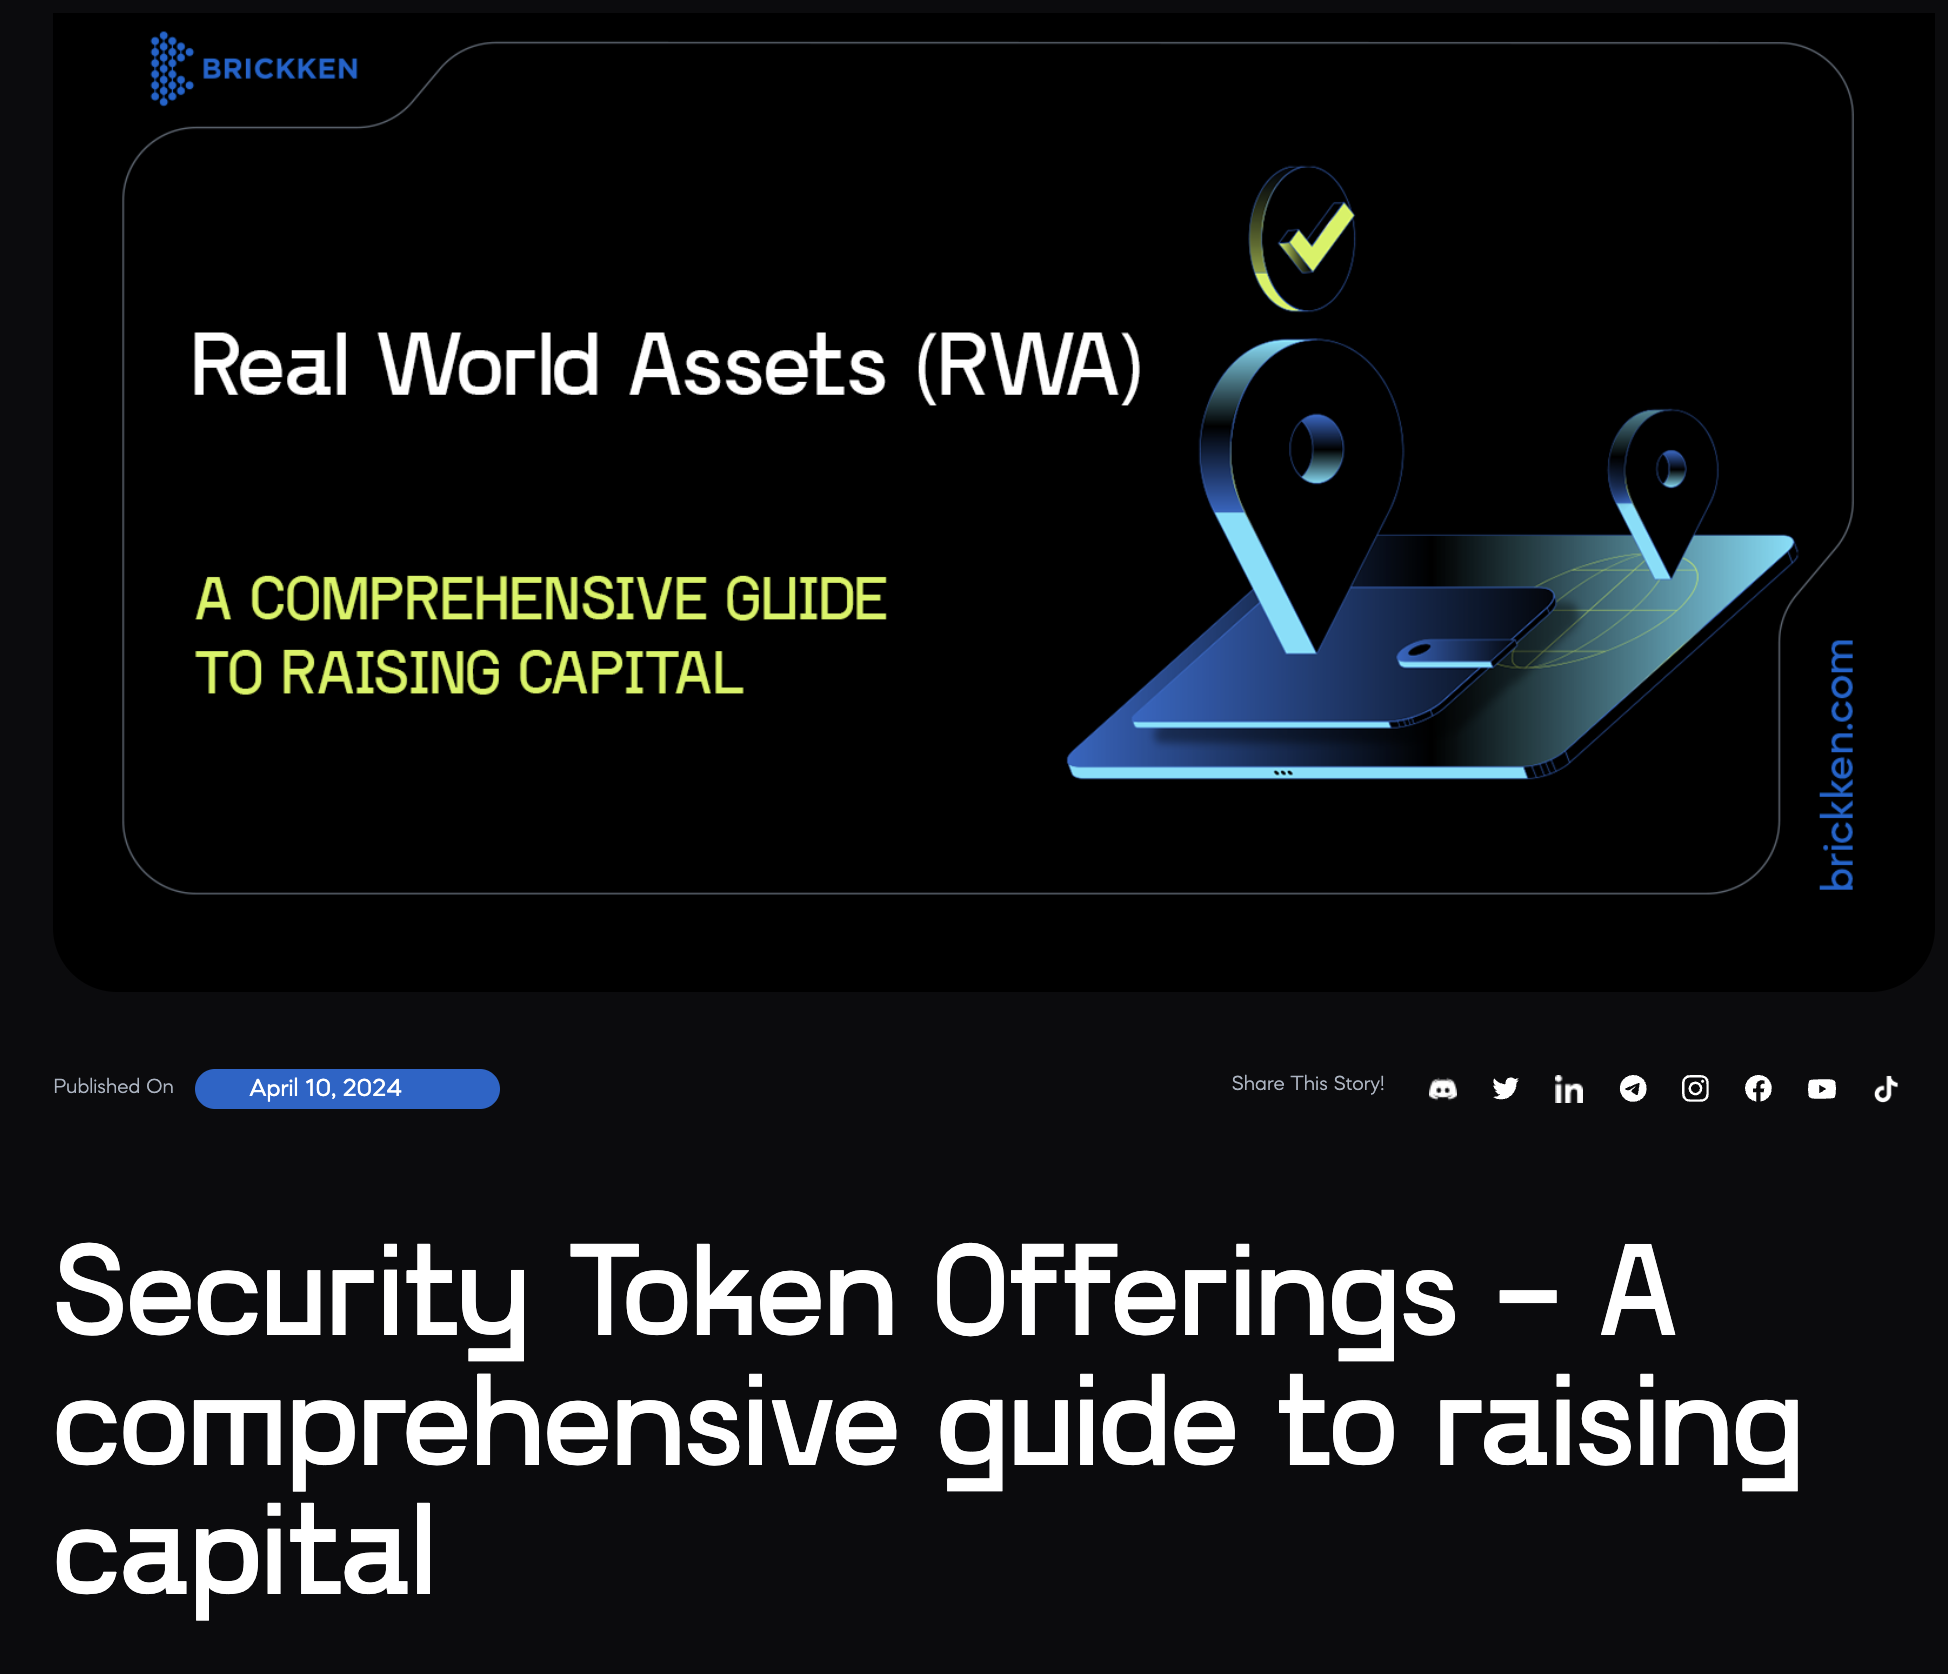 BRICKKEN
Real World Assets (RWA)
A COMPREHENSIVE GUIDE
TO RAISING CAPITAL
brickken.com
Published On
April 10, 2024
Share This Story!
Security Token Offerings – A
comprehensive guide to raising
capital